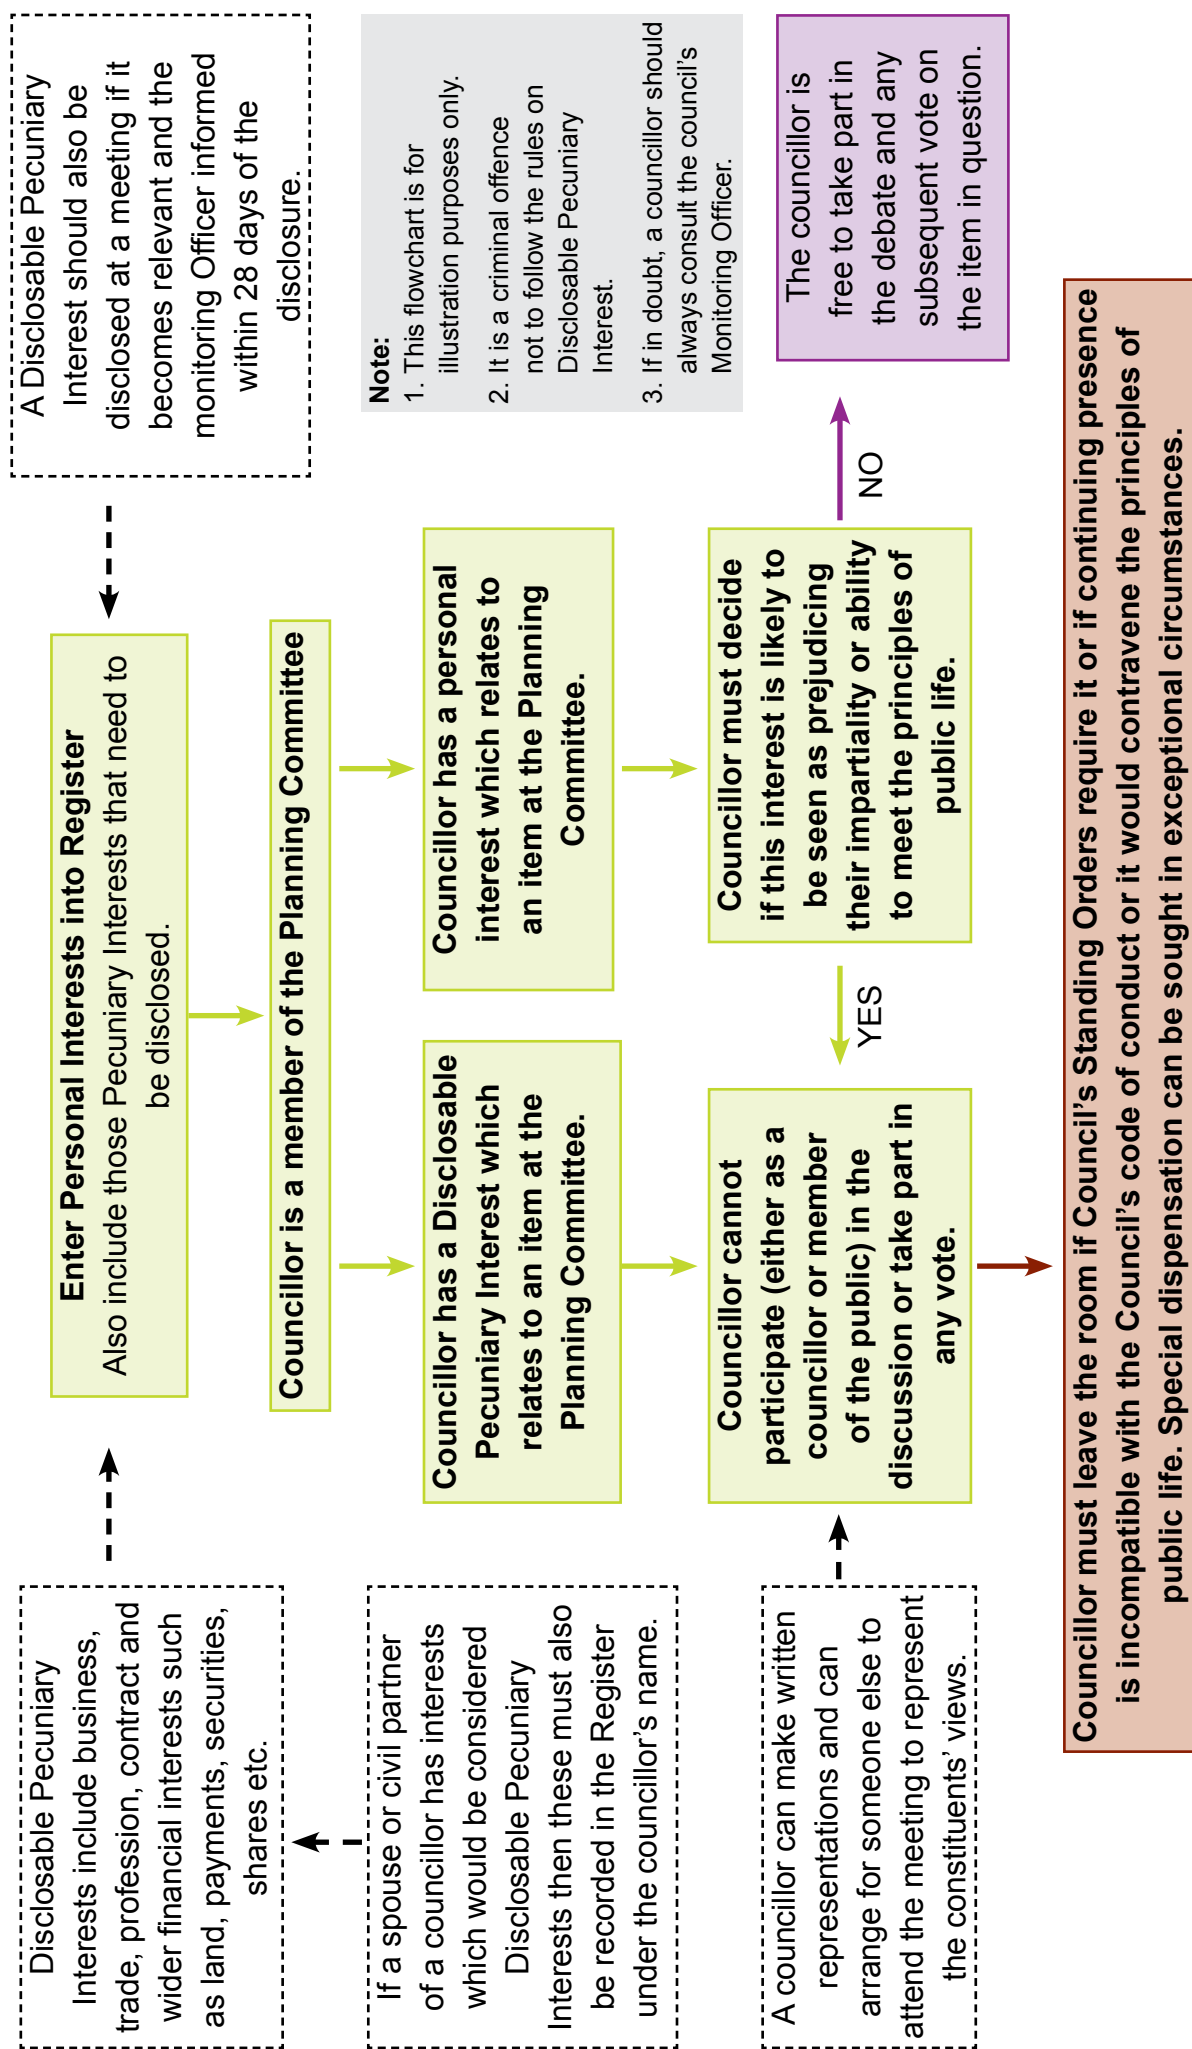 Disclosable Pecuniary
Interests include business,
trade, profession, contract and
wider financial interests such
as land, payments, securities,
shares etc.
Enter Personal Interests into Register
Also include those Pecuniary Interests that need to
be disclosed.
A Disclosable Pecuniary
Interest should also be
disclosed at a meeting if it
becomes relevant and the
monitoring Officer informed
within 28 days of the
disclosure.
Councillor is a member of the Planning Committee
If a spouse or civil partner
of a councillor has interests
which would be considered
Disclosable Pecuniary
Interests then these must also
be recorded in the Register
under the councillor’s name.
Councillor has a Disclosable
Pecuniary Interest which
relates to an item at the
Planning Committee.
Councillor has a personal
interest which relates to
an item at the Planning
Committee.
Note:
1. This flowchart is for
illustration purposes only.
2. It is a criminal offence
not to follow the rules on
Disclosable Pecuniary
Interest.
3. If in doubt, a councillor should
always consult the council’s
Monitoring Officer.
A councillor can make written
representations and can
arrange for someone else to
attend the meeting to represent
the constituents’ views.
Councillor cannot
participate (either as a
councillor or member
of the public) in the
discussion or take part in
any vote.
YES
Councillor must decide
if this interest is likely to
be seen as prejudicing
their impartiality or ability
to meet the principles of
public life.
NO
The councillor is
free to take part in
the debate and any
subsequent vote on
the item in question.
Councillor must leave the room if Council’s Standing Orders require it or if continuing presence
is incompatible with the Council’s code of conduct or it would contravene the principles of
public life. Special dispensation can be sought in exceptional circumstances.